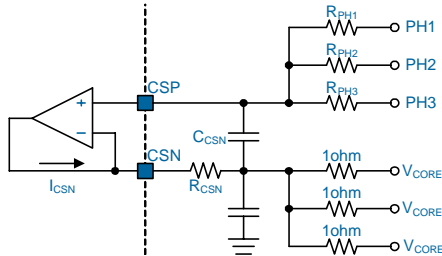 R_PH1
PH1
CSP
R_PH2
PH2
R_PH3
PH3
+
−
C_CSN
CSN
I_CSN
R_CSN
1ohm
V_CORE
1ohm
V_CORE
1ohm
V_CORE